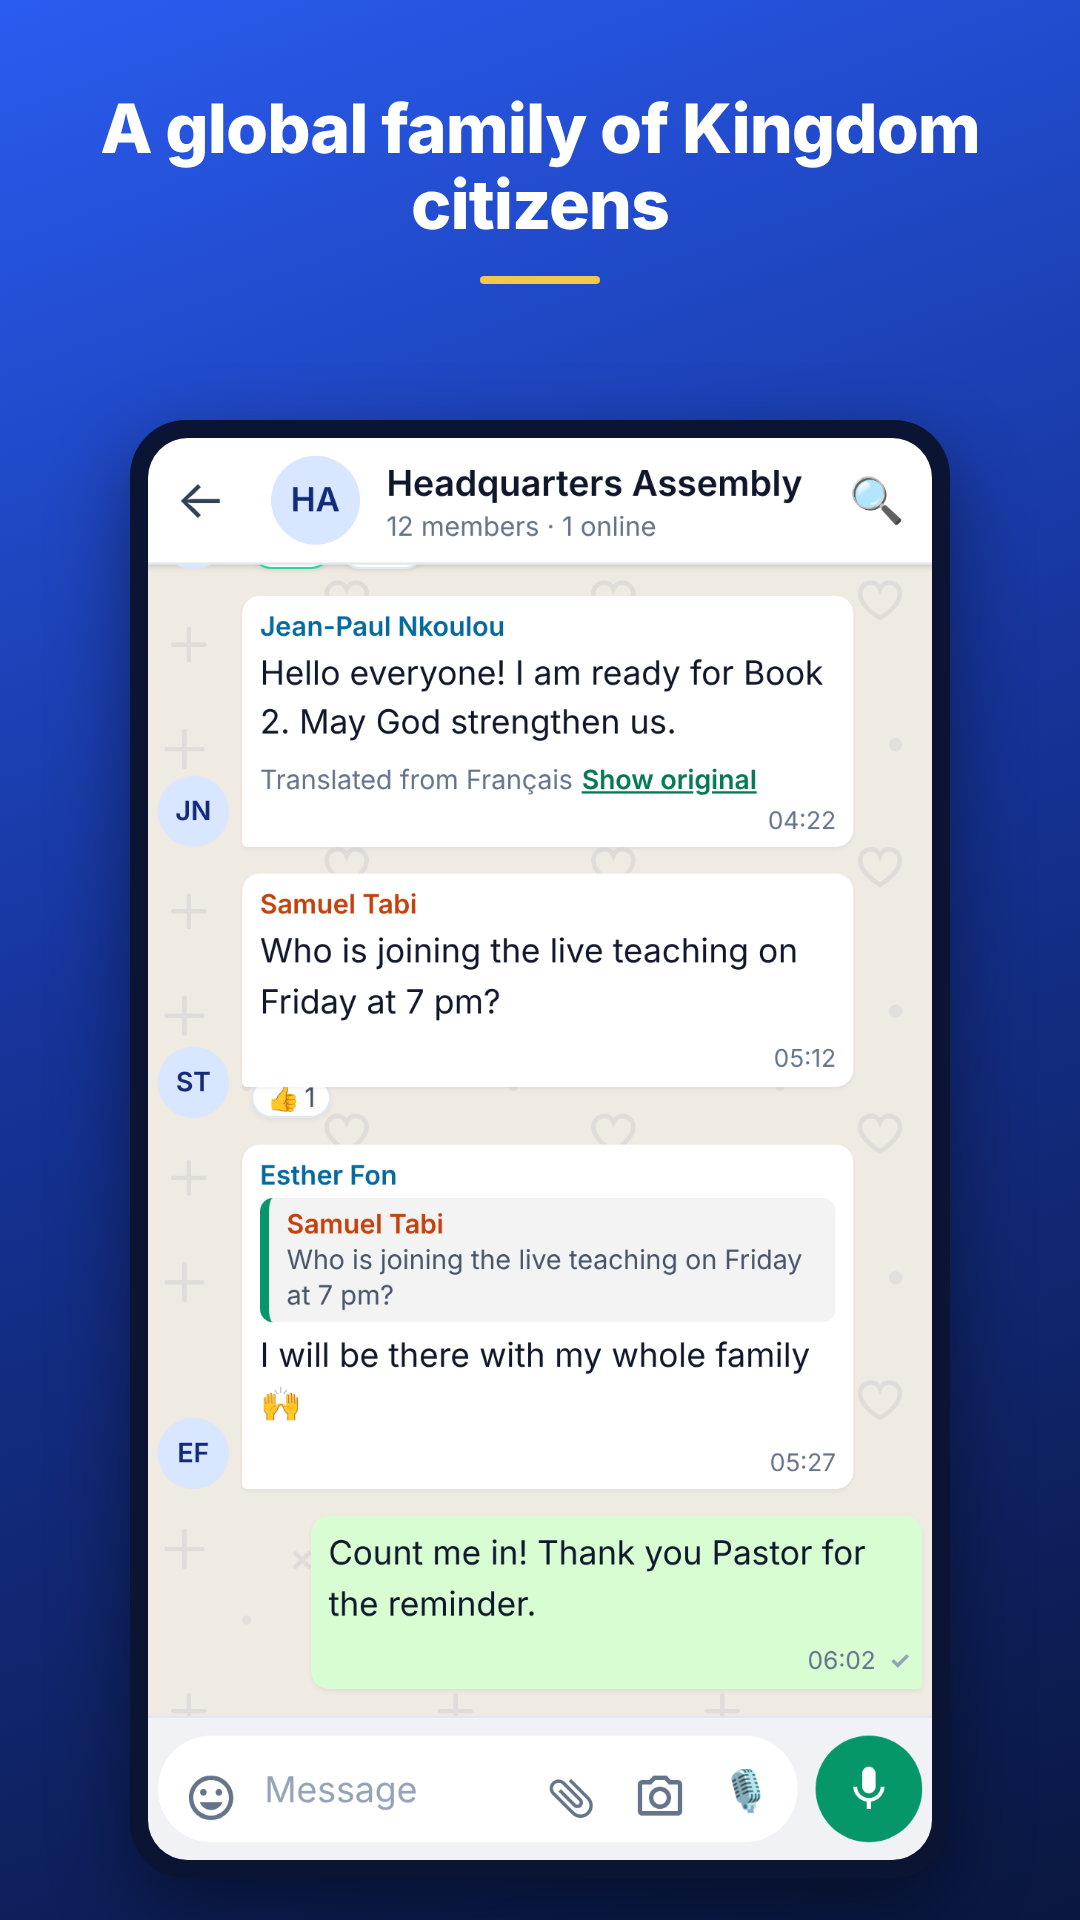 A global family of Kingdom
citizens
HA
Headquarters Assembly
12 members · 1 online
Jean-Paul Nkoulou
Hello everyone! I am ready for Book
2. May God strengthen us.
Translated from Français Show original
04:22
JN
Samuel Tabi
Who is joining the live teaching on
Friday at 7 pm?
05:12
ST
👍 1
Esther Fon
Samuel Tabi
Who is joining the live teaching on Friday
at 7 pm?
I will be there with my whole family
🙌
05:27
EF
Count me in! Thank you Pastor for
the reminder.
06:02 ✓
Message